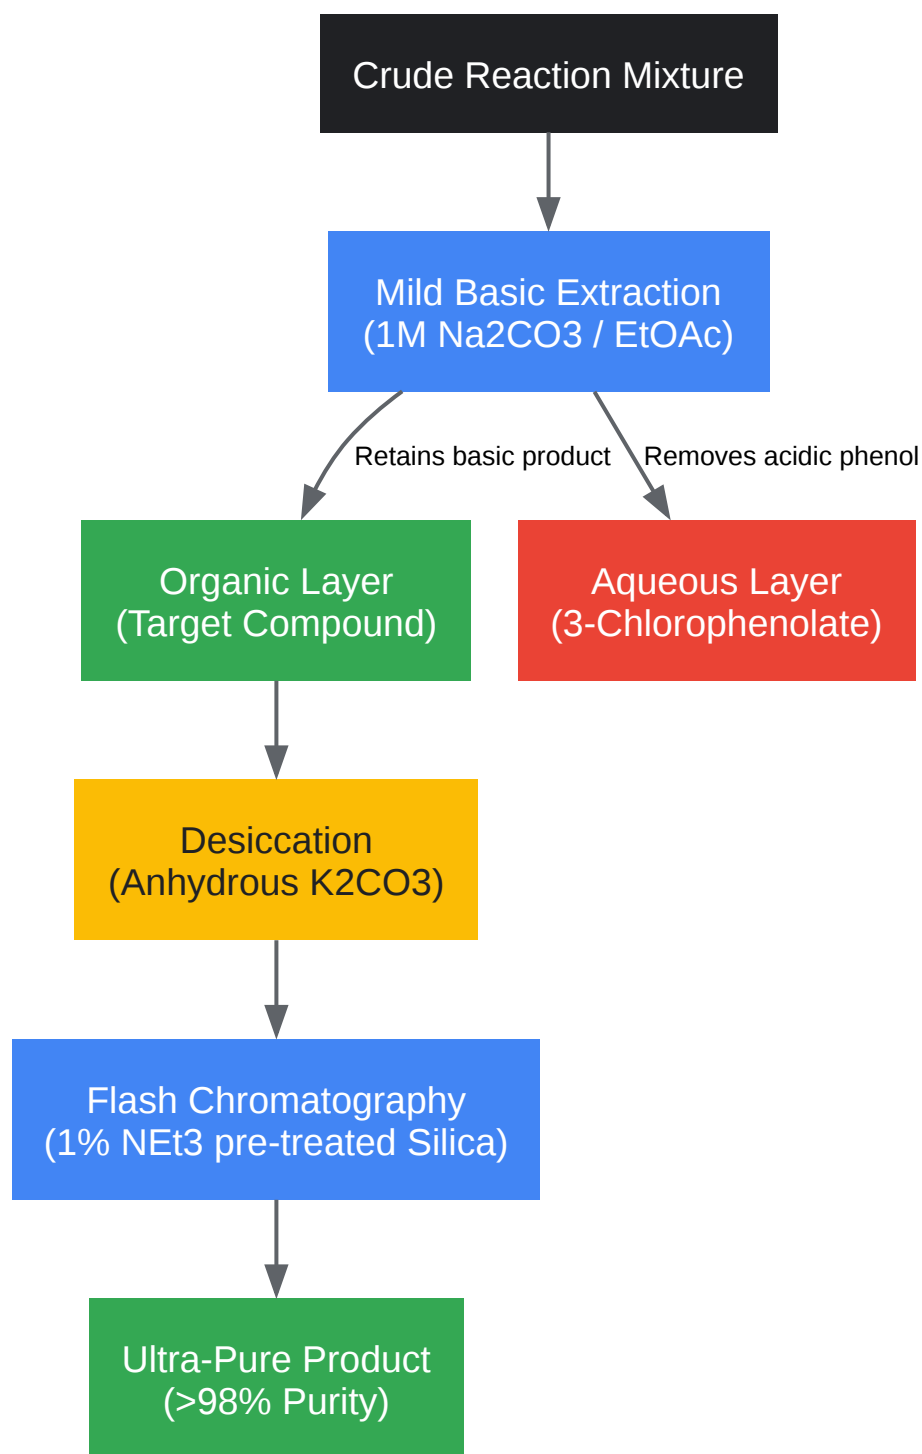 Crude Reaction Mixture
Mild Basic Extraction
(1M Na2CO3 / EtOAc)
Retains basic product
Removes acidic phenol
Organic Layer
(Target Compound)
Aqueous Layer
(3-Chlorophenolate)
Desiccation
(Anhydrous K2CO3)
Flash Chromatography
(1% NEt3 pre-treated Silica)
Ultra-Pure Product
(>98% Purity)